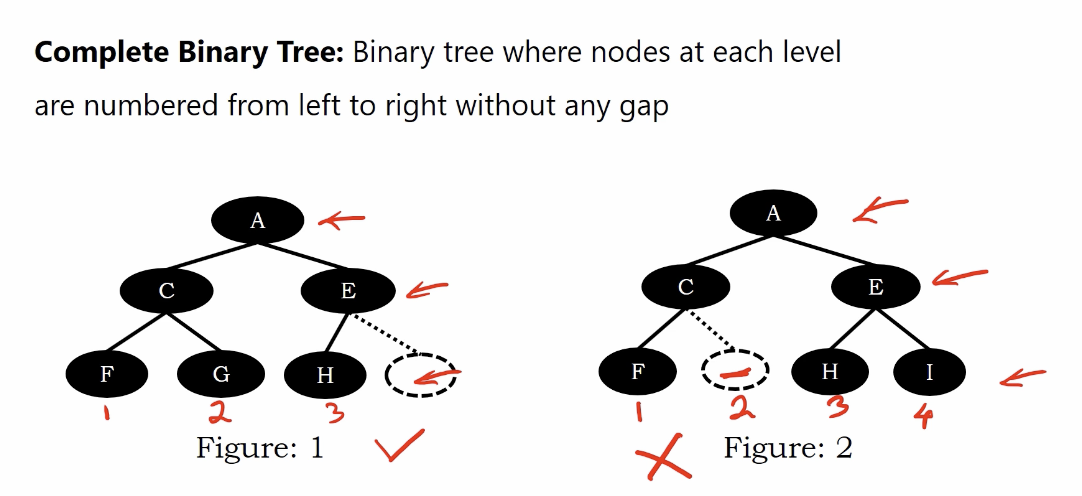 Complete Binary Tree: Binary tree where nodes at each level
are numbered from left to right without any gap
A
C E
F G H
1 2 3
Figure: 1
A
C E
F H I
1 2 3 4
Figure: 2